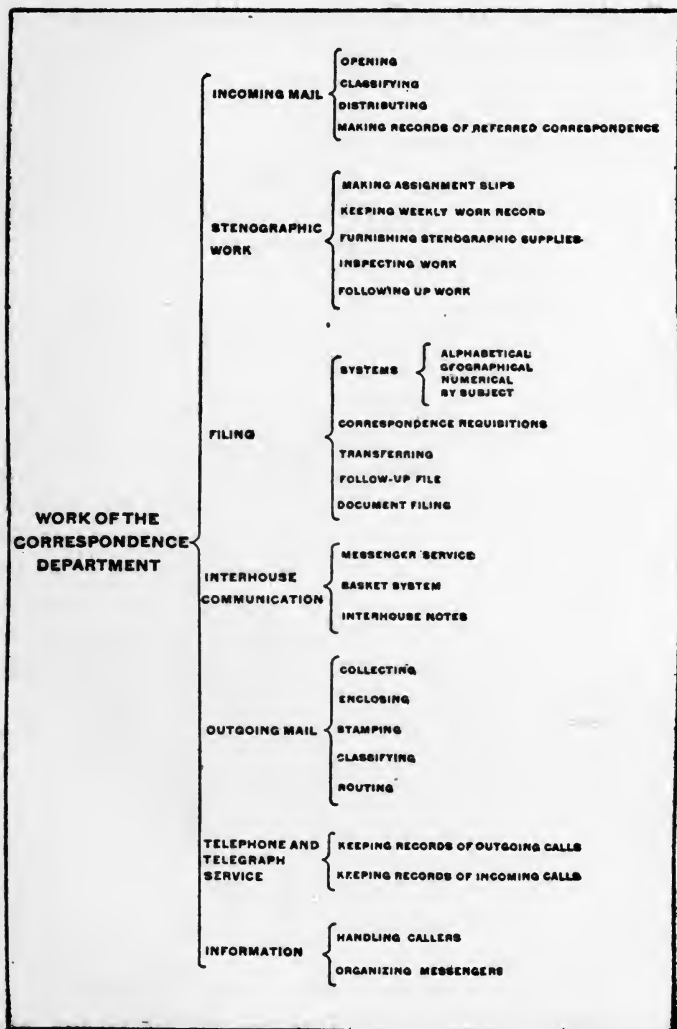 OPENING
INCOMING MAIL
CLASSIFYING
DISTRIBUTING
MAKING RECORDS OF REFERRED CORRESPONDENCE
MAKING ASSIGNMENT SLIPS
KEEPING WEEKLY WORK RECORD
STENOGRAPHIC
WORK
FURNISHING STENOGRAPHIC SUPPLIES
INSPECTING WORK
FOLLOWING UP WORK
FILING
SYSTEMS
ALPHABETICAL
GEOGRAPHICAL
NUMERICAL
BY SUBJECT
CORRESPONDENCE REQUISITIONS
TRANSFERRING
FOLLOW-UP FILE
DOCUMENT FILING
WORK OF THE
CORRESPONDENCE
DEPARTMENT
INTERHOUSE
COMMUNICATION
MESSENGER SERVICE
BASKET SYSTEM
INTERHOUSE NOTES
OUTGOING MAIL
COLLECTING
ENCLOSING
STAMPING
CLASSIFYING
ROUTING
TELEPHONE AND
TELEGRAPH
SERVICE
KEEPING RECORDS OF OUTGOING CALLS
KEEPING RECORDS OF INCOMING CALLS
INFORMATION
HANDLING CALLERS
ORGANIZING MESSENGERS